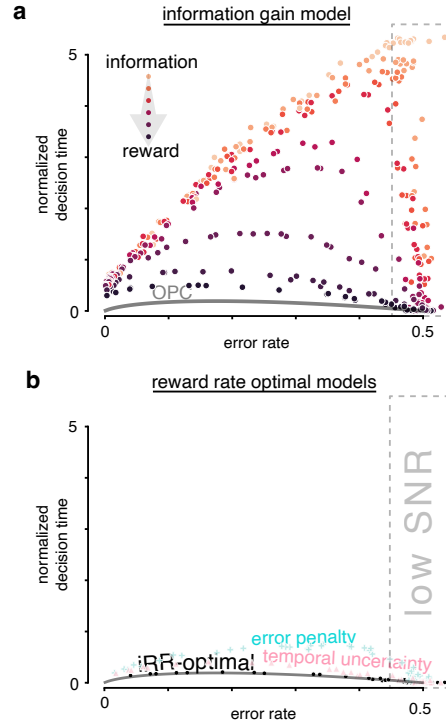 a
information gain model
information
reward
OPC
normalized
decision time
5
0
0
0.5
error rate
b
reward rate optimal models
low SNR
error penalty
temporal uncertainty
iRR-optimal
normalized
decision time
5
0
0
0.5
error rate